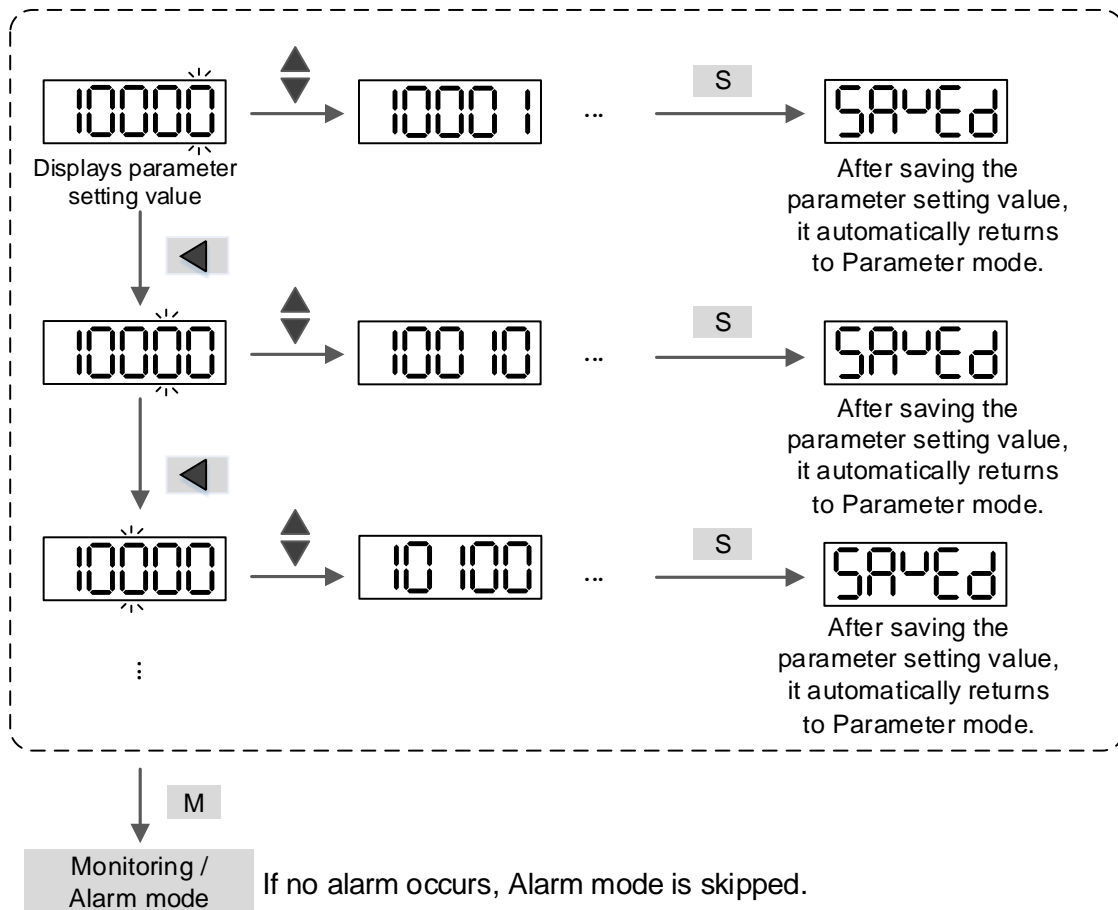 10000
10001
...
S
SAvEd
Displays parameter
setting value
After saving the
parameter setting value,
it automatically returns
to Parameter mode.
10000
10010
...
S
SAvEd
After saving the
parameter setting value,
it automatically returns
to Parameter mode.
10000
10100
...
S
SAvEd
After saving the
parameter setting value,
it automatically returns
to Parameter mode.
...
M
Monitoring /
Alarm mode
If no alarm occurs, Alarm mode is skipped.